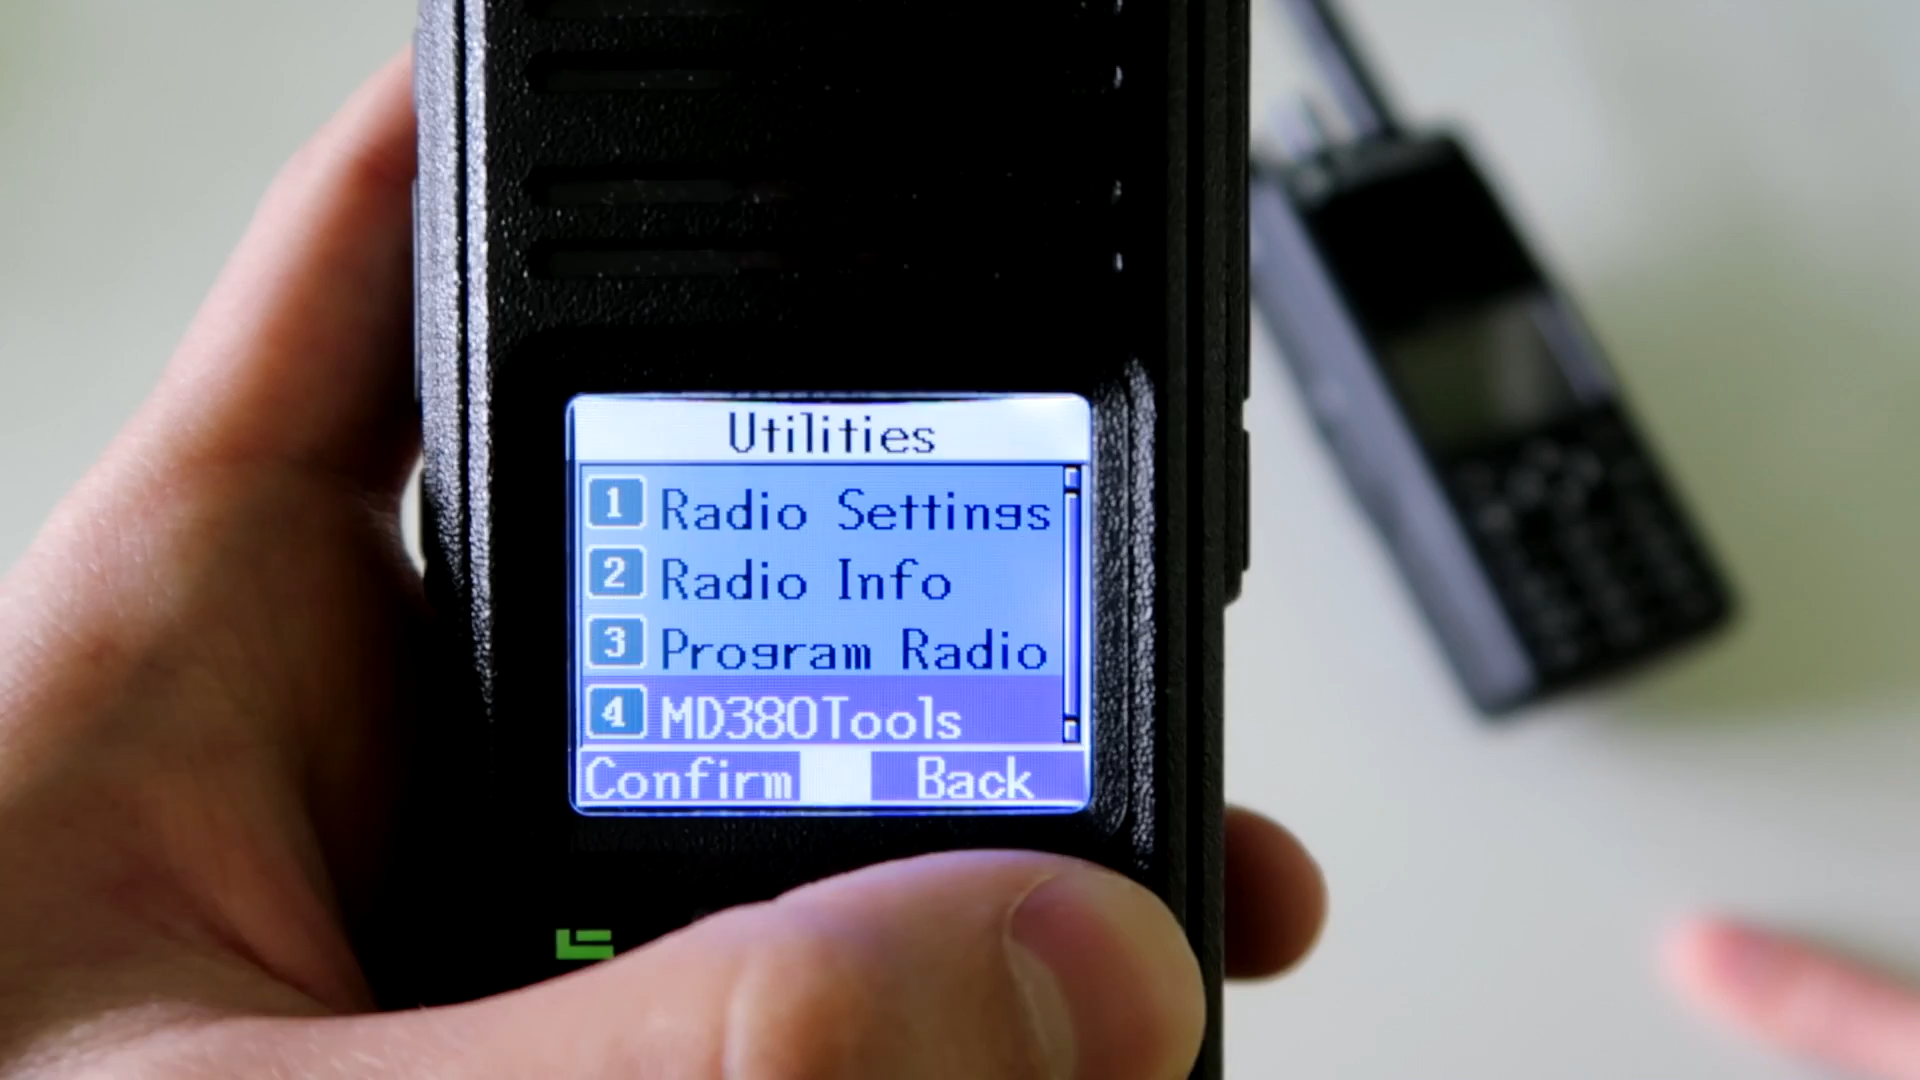 Utilities
1 Radio Settings
2 Radio Info
3 Program Radio
4 MD380Tools
Confirm Back